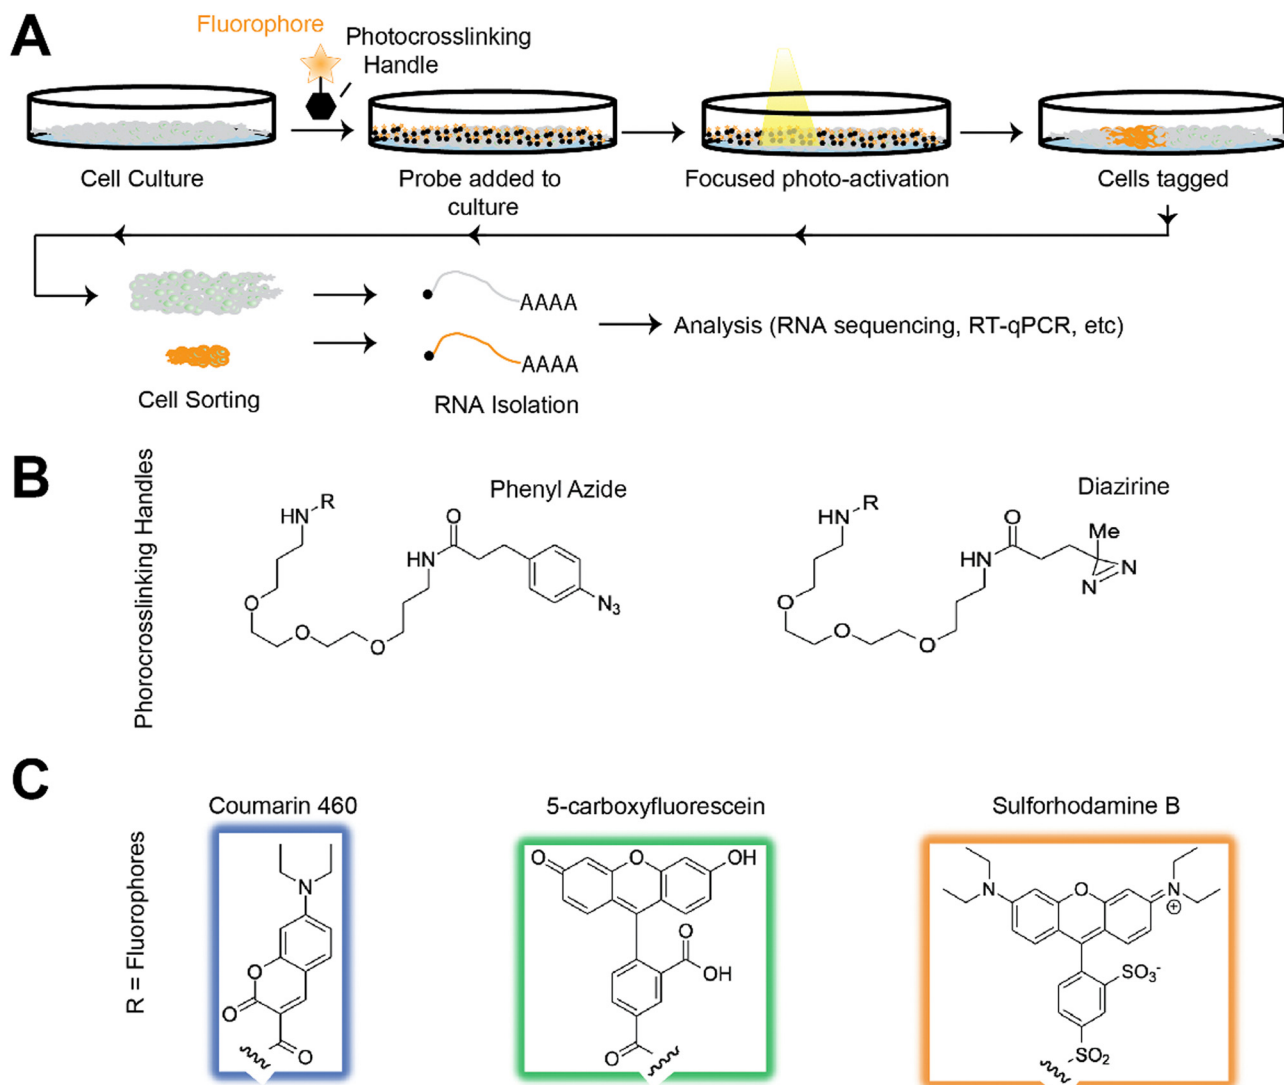 A
Fluorophore
Photocrosslinking
Handle
Cell Culture
Probe added to
culture
Focused photo-activation
Cells tagged
AAAA
AAAA
Analysis (RNA sequencing, RT-qPCR, etc)
Cell Sorting
RNA Isolation
B
Phorocrosslinking Handles
Phenyl Azide
HN
R
O
HN
O
O
O
N3
Diazirine
HN
R
O
HN
Me
N
N
O
O
O
C
R = Fluorophores
Coumarin 460
N
O
O
O
5-carboxyfluorescein
O
O
OH
O
OH
O
Sulforhodamine B
N
O
N
+
SO3-
SO2